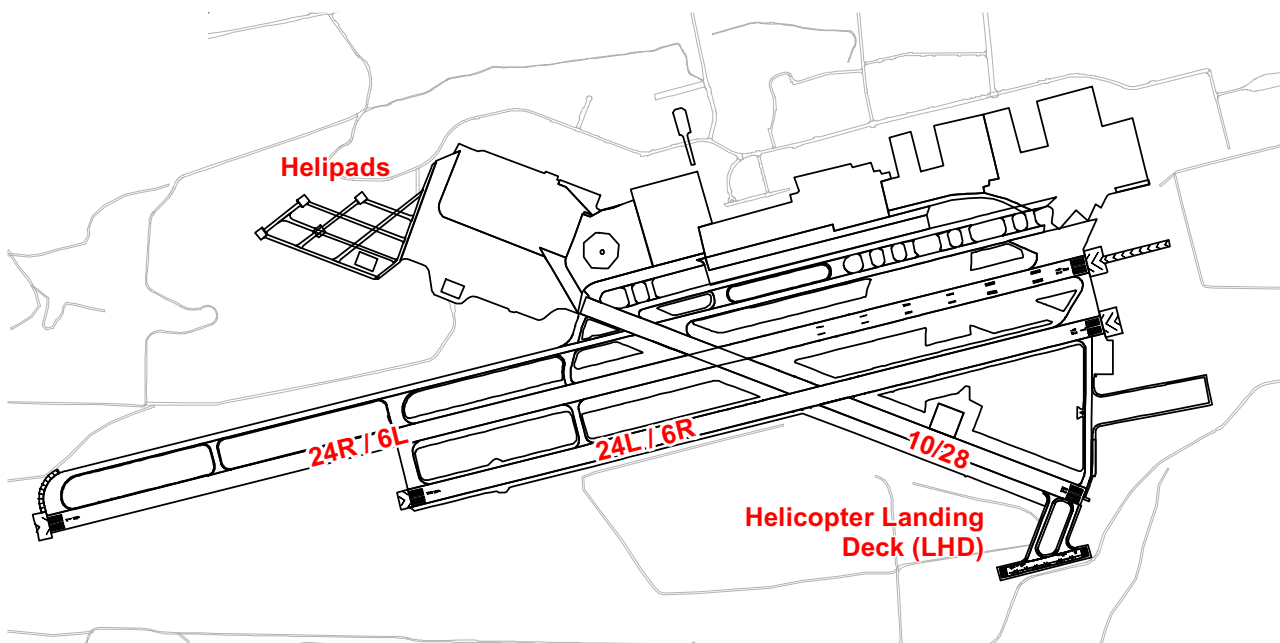 Helipads
24R / 6L
24L / 6R
10/28
Helicopter Landing
Deck (LHD)